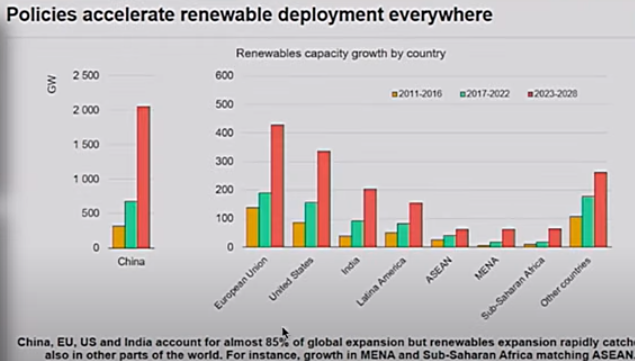 Policies accelerate renewable deployment everywhere
Renewables capacity growth by country
GW
2 500
2 000
1 500
1 000
500
0
China
600
500
400
300
200
100
0
2011-2016 2017-2022 2023-2028
European Union
United States
India
Latina America
ASEAN
MENA
Sub-Saharan Africa
Other countries
China, EU, US and India account for almost 85% of global expansion but renewables expansion rapidly catch
also in other parts of the world. For instance, growth in MENA and Sub-Saharan Africa matching ASEAN